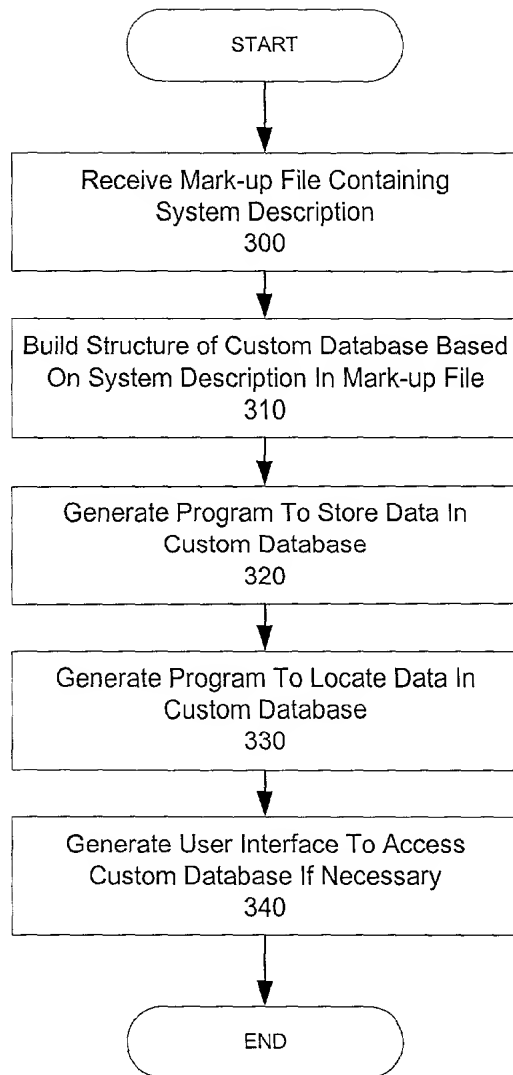 START
Receive Mark-up File Containing
System Description
300
Build Structure of Custom Database Based
On System Description In Mark-up File
310
Generate Program To Store Data In
Custom Database
320
Generate Program To Locate Data In
Custom Database
330
Generate User Interface To Access
Custom Database If Necessary
340
END